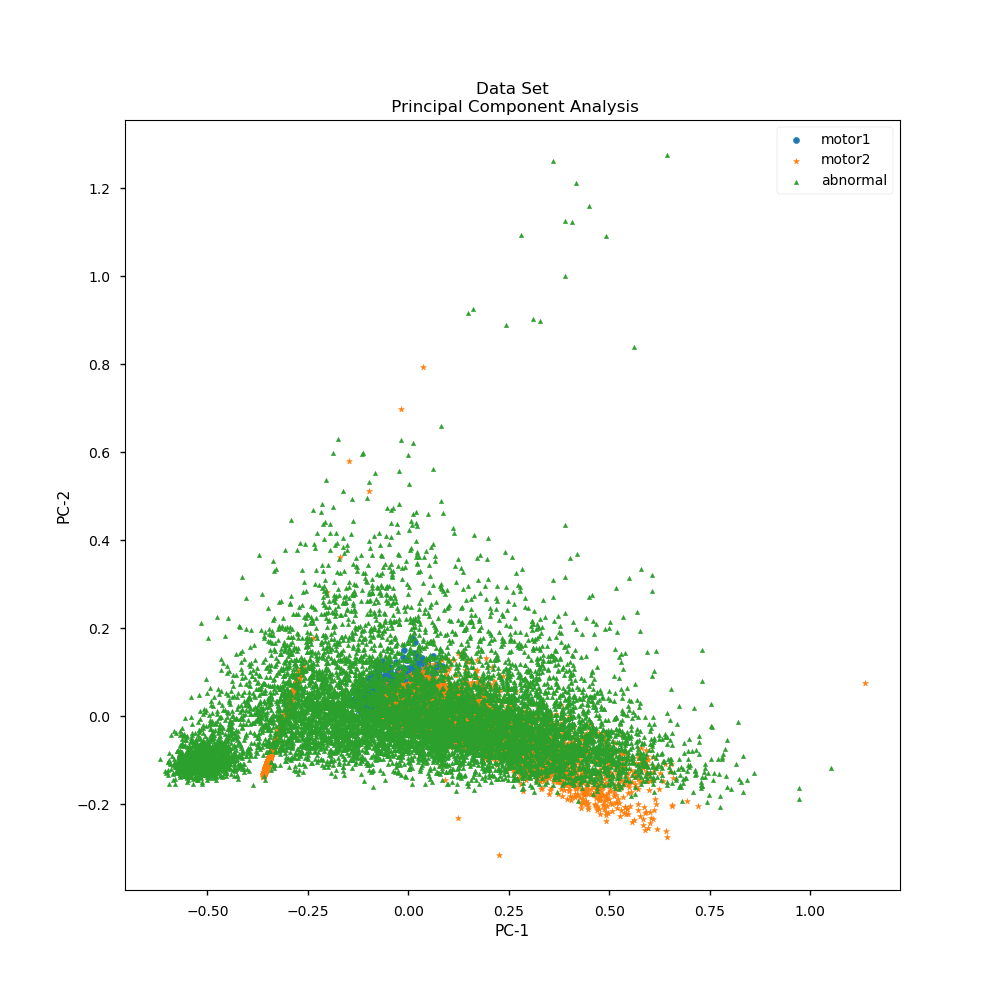 Data Set
Principal Component Analysis
motor1
motor2
abnormal
1.2
1.0
0.8
0.6
0.4
0.2
0.0
−0.2
PC-2
−0.50
−0.25
0.00
0.25
0.50
0.75
1.00
PC-1